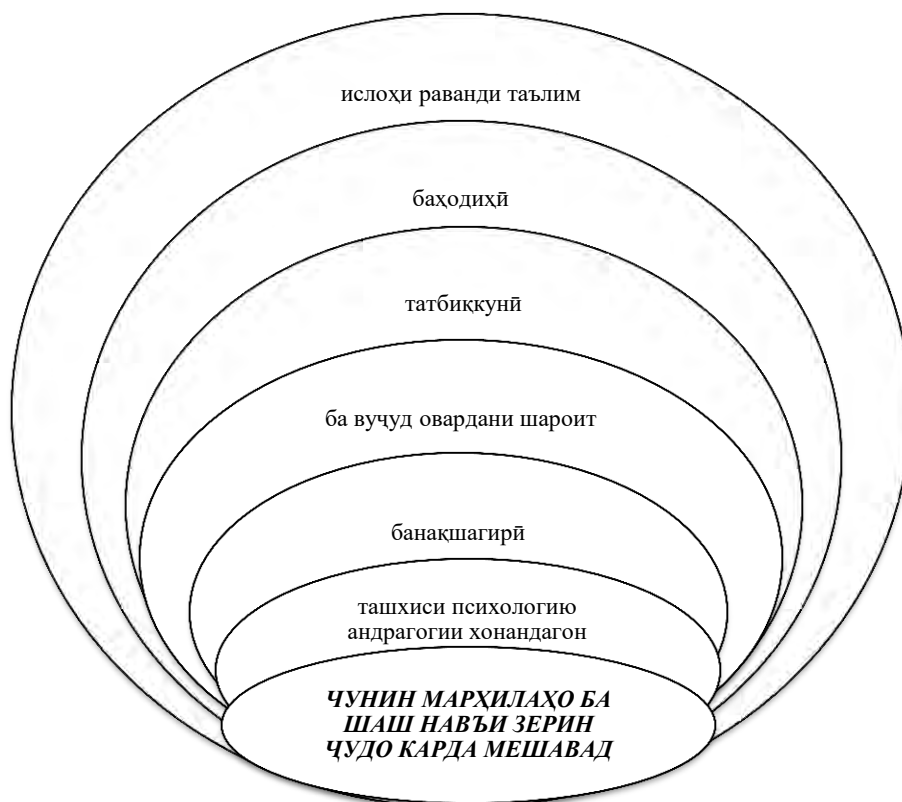 ислоҳи раванди таълим
баҳодиҳӣ
татбиққунӣ
ба вуҷуд овардани шароит
банақшагирӣ
ташхиси психологию
андрагогии хонандагон
ЧУНИН МАРҲИЛАҲО БА
ШАШ НАВЪИ ЗЕРИН
ҶУДО КАРДА МЕШАВАД